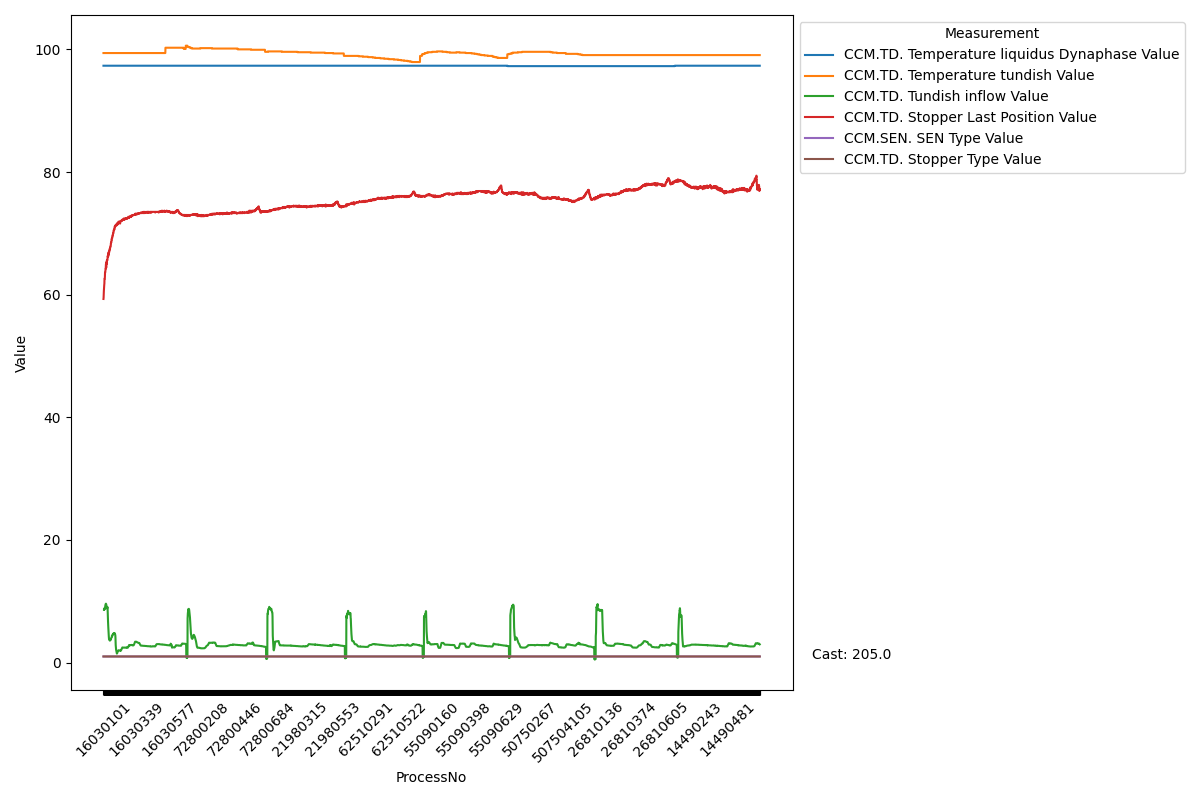 Measurement
CCM.TD. Temperature liquidus Dynaphase Value
CCM.TD. Temperature tundish Value
CCM.TD. Tundish inflow Value
CCM.TD. Stopper Last Position Value
CCM.SEN. SEN Type Value
CCM.TD. Stopper Type Value
100
80
60
40
20
0
Value
Cast: 205.0
16030101
16030339
16030577
72800208
72800446
72800684
21980315
21980553
62510291
62510522
55090160
55090398
55090629
50750267
507504105
26810136
26810374
26810605
14490243
14490481
ProcessNo